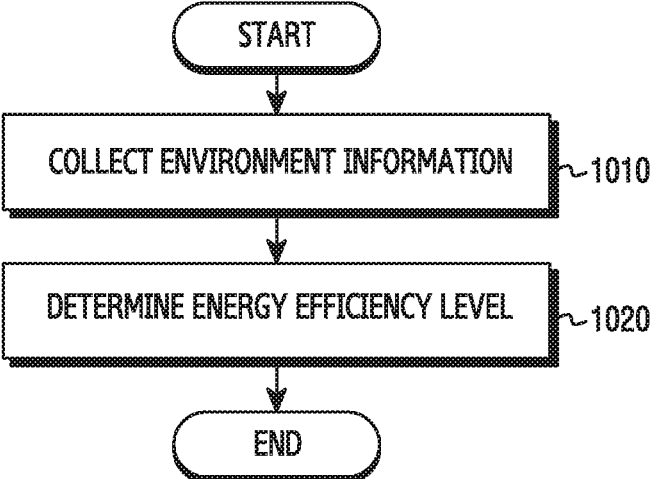 START
COLLECT ENVIRONMENT INFORMATION
1010
DETERMINE ENERGY EFFICIENCY LEVEL
1020
END